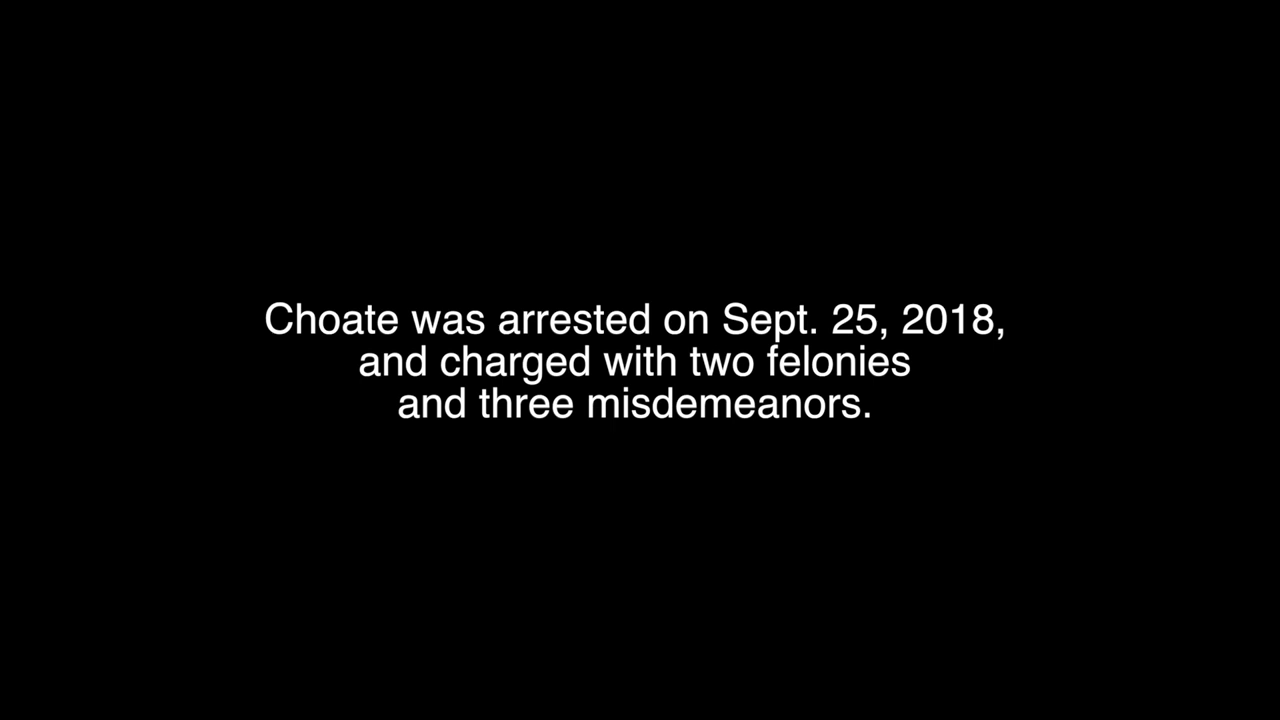 Choate was arrested on Sept. 25, 2018,
and charged with two felonies
and three misdemeanors.